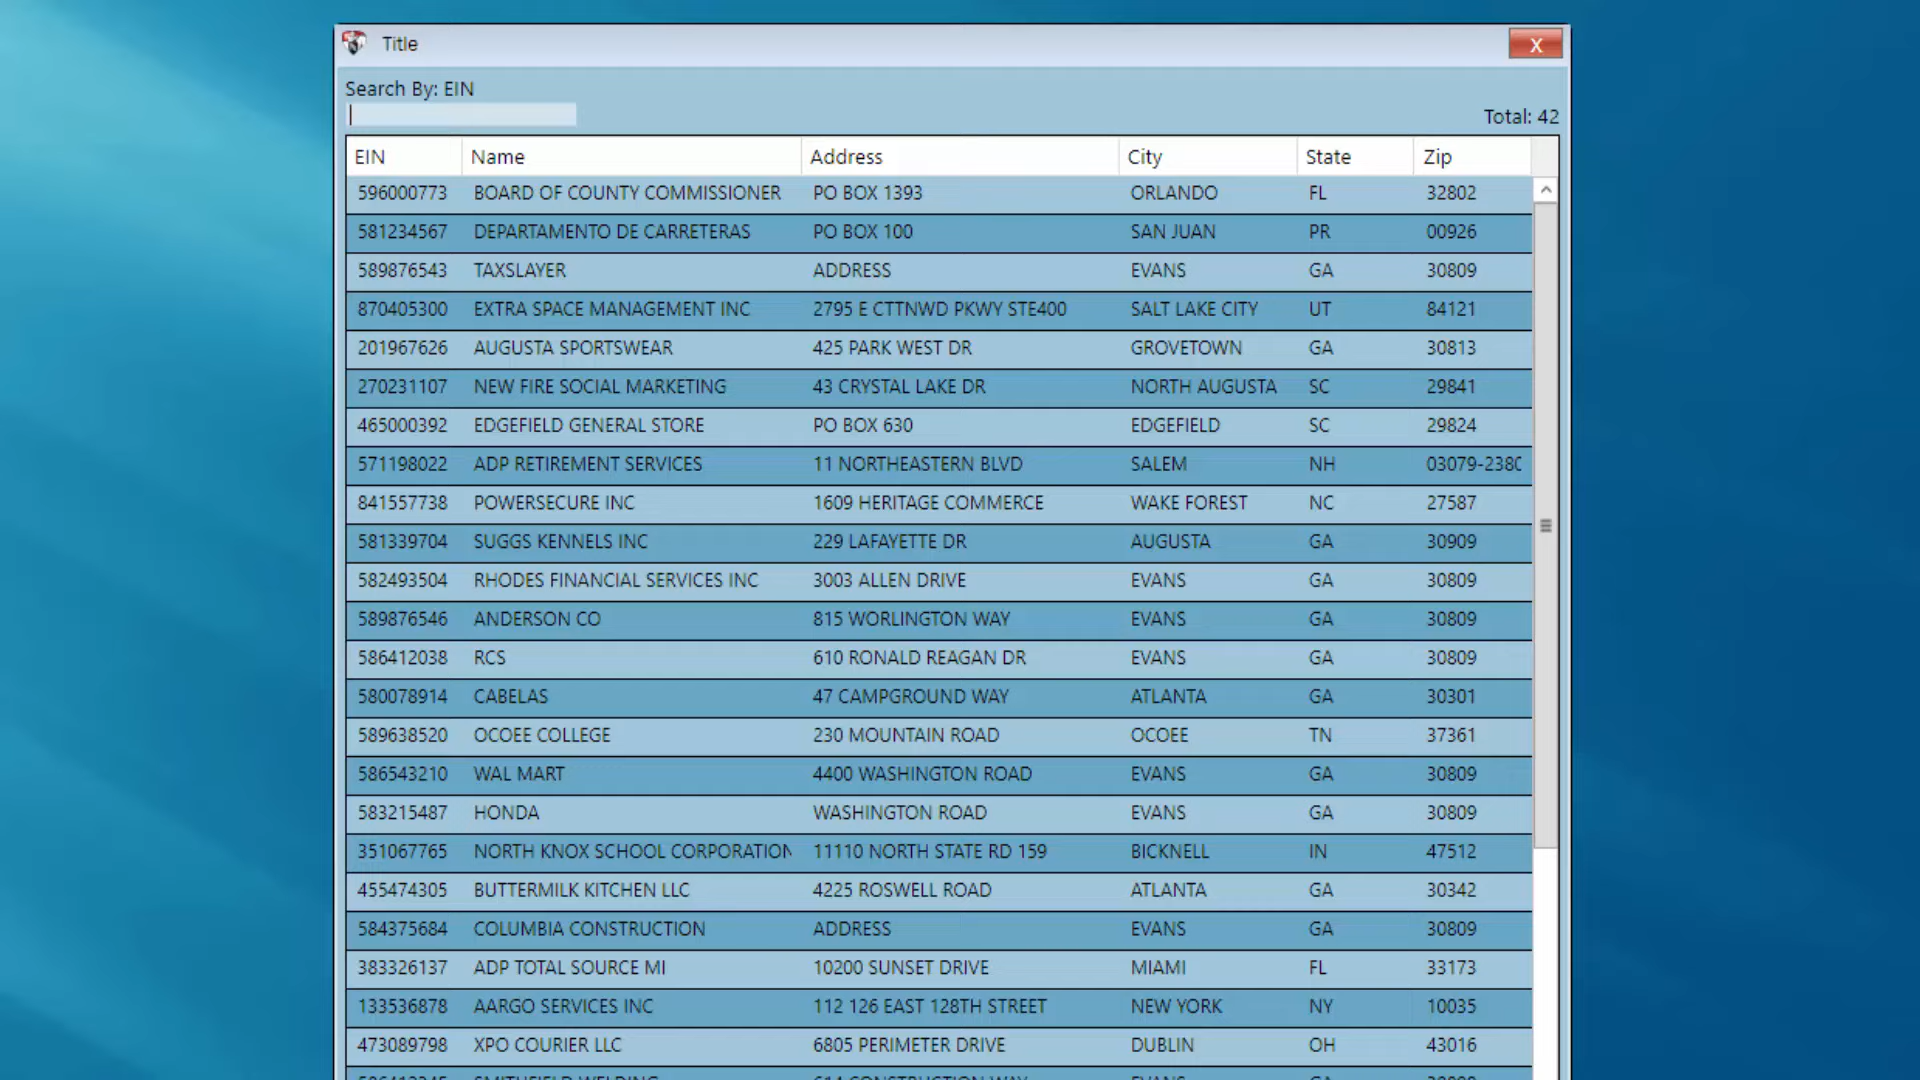 Title
X
Search By: EIN
Total: 42
EIN Name Address City State Zip
596000773 BOARD OF COUNTY COMMISSIONER PO BOX 1393 ORLANDO FL 32802
581234567 DEPARTAMENTO DE CARRETERAS PO BOX 100 SAN JUAN PR 00926
589876543 TAXSLAYER ADDRESS EVANS GA 30809
870405300 EXTRA SPACE MANAGEMENT INC 2795 E CTTNWD PKWY STE400 SALT LAKE CITY UT 84121
201967626 AUGUSTA SPORTSWEAR 425 PARK WEST DR GROVETOWN GA 30813
270231107 NEW FIRE SOCIAL MARKETING 43 CRYSTAL LAKE DR NORTH AUGUSTA SC 29841
465000392 EDGEFIELD GENERAL STORE PO BOX 630 EDGEFIELD SC 29824
571198022 ADP RETIREMENT SERVICES 11 NORTHEASTERN BLVD SALEM NH 03079-2380
841557738 POWERSECURE INC 1609 HERITAGE COMMERCE WAKE FOREST NC 27587
581339704 SUGGS KENNELS INC 229 LAFAYETTE DR AUGUSTA GA 30909
582493504 RHODES FINANCIAL SERVICES INC 3003 ALLEN DRIVE EVANS GA 30809
589876546 ANDERSON CO 815 WORLINGTON WAY EVANS GA 30809
586412038 RCS 610 RONALD REAGAN DR EVANS GA 30809
580078914 CABELAS 47 CAMPGROUND WAY ATLANTA GA 30301
589638520 OCOEE COLLEGE 230 MOUNTAIN ROAD OCOEE TN 37361
586543210 WAL MART 4400 WASHINGTON ROAD EVANS GA 30809
583215487 HONDA WASHINGTON ROAD EVANS GA 30809
351067765 NORTH KNOX SCHOOL CORPORATION 11110 NORTH STATE RD 159 BICKNELL IN 47512
455474305 BUTTERMILK KITCHEN LLC 4225 ROSWELL ROAD ATLANTA GA 30342
584375684 COLUMBIA CONSTRUCTION ADDRESS EVANS GA 30809
383326137 ADP TOTAL SOURCE MI 10200 SUNSET DRIVE MIAMI FL 33173
133536878 AARGO SERVICES INC 112 126 EAST 128TH STREET NEW YORK NY 10035
473089798 XPO COURIER LLC 6805 PERIMETER DRIVE DUBLIN OH 43016